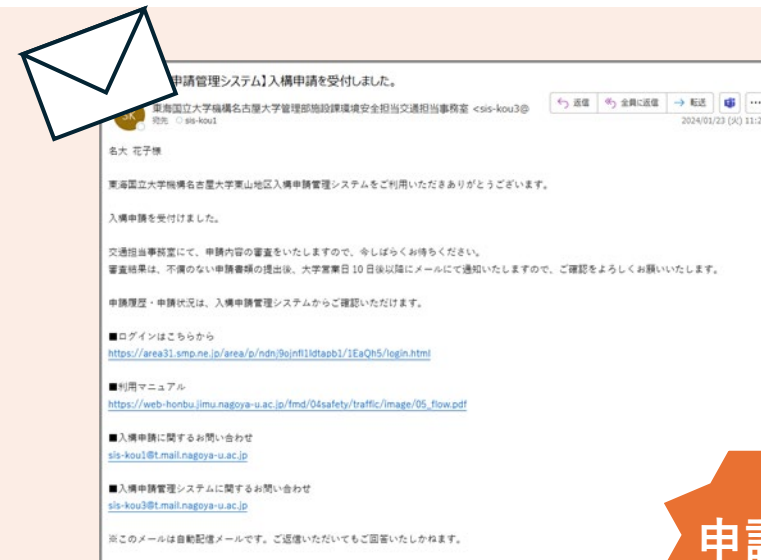 申請管理システム】入構申請を受付しました。
SK
東海国立大学機構名古屋大学管理部施設課環境安全担当交通担当事務室 <sis-kou3@
宛先 sis-kou1
返信 全員に返信 転送
2024/01/23 (火) 11:2
名大 花子様
東海国立大学機構名古屋大学東山地区入構申請管理システムをご利用いただきありがとうございます。
入構申請を受付けました。
交通担当事務室にて、申請内容の審査をいたしますので、今しばらくお待ちください。
審査結果は、不備のない申請書類の提出後、大学営業日 10 日後以降にメールにて通知いたしますので、ご確認をよろしくお願いいたします。
申請履歴・申請状況は、入構申請管理システムからご確認いただけます。
■ログインはこちらから
https://area31.smp.ne.jp/area/p/ndnj9ojnfl1ldtapb1/1EaQh5/login.html
■利用マニュアル
https://web-honbu.jimu.nagoya-u.ac.jp/fmd/04safety/traffic/image/05_flow.pdf
■入構申請に関するお問い合わせ
sis-kou1@t.mail.nagoya-u.ac.jp
■入構申請管理システムに関するお問い合わせ
sis-kou3@t.mail.nagoya-u.ac.jp
※このメールは自動配信メールです。ご返信いただいてもご回答いたしかねます。
申請